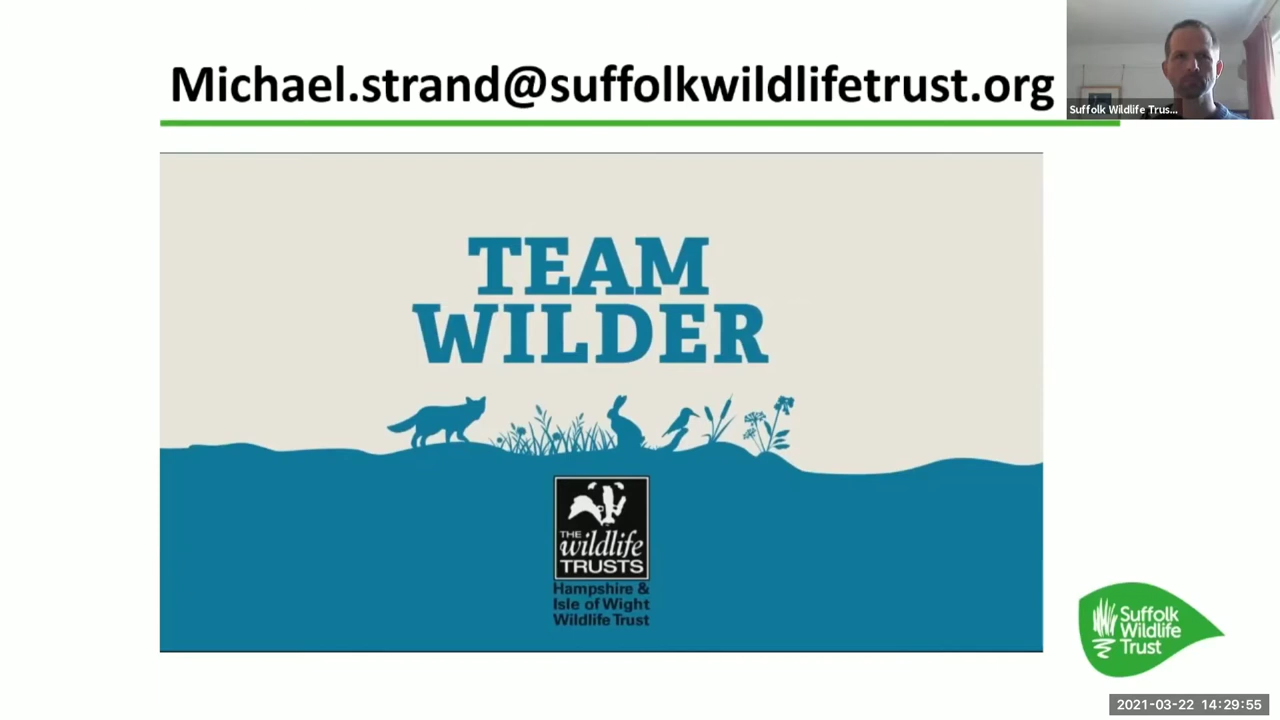 Michael.strand@suffolkwildlifetrust.org
Suffolk Wildlife Trus...
TEAM
WILDER
THE
wildlife
TRUSTS
Hampshire &
Isle of Wight
Wildlife Trust
Suffolk
Wildlife
Trust
2021-03-22 14:29:55